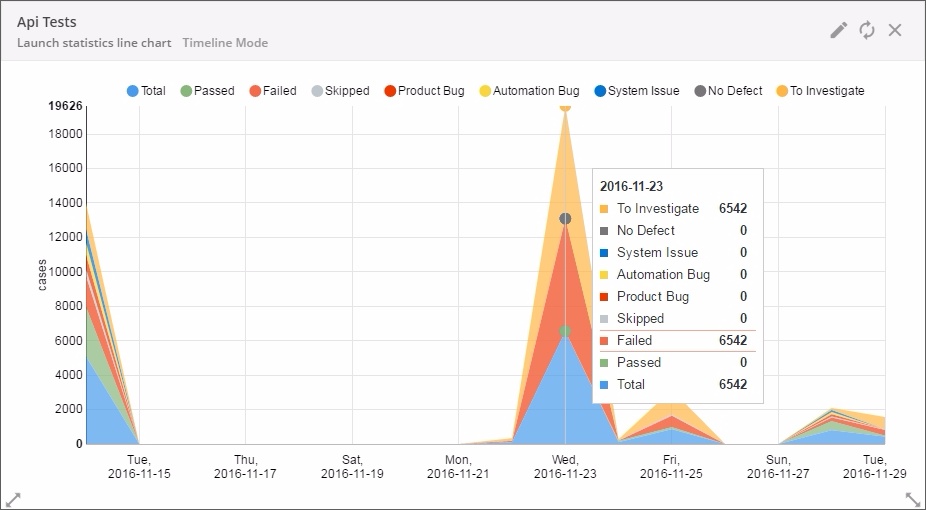 Api Tests
Launch statistics line chart Timeline Mode
Total Passed Failed Skipped Product Bug Automation Bug System Issue No Defect To Investigate
19626
18000
16000
14000
12000
10000
8000
6000
4000
2000
0
cases
2016-11-23
To Investigate 6542
No Defect 0
System Issue 0
Automation Bug 0
Product Bug 0
Skipped 0
Failed 6542
Passed 0
Total 6542
Tue, Thu, Sat, Mon, Wed, Fri, Sun, Tue,
2016-11-15 2016-11-17 2016-11-19 2016-11-21 2016-11-23 2016-11-25 2016-11-27 2016-11-29